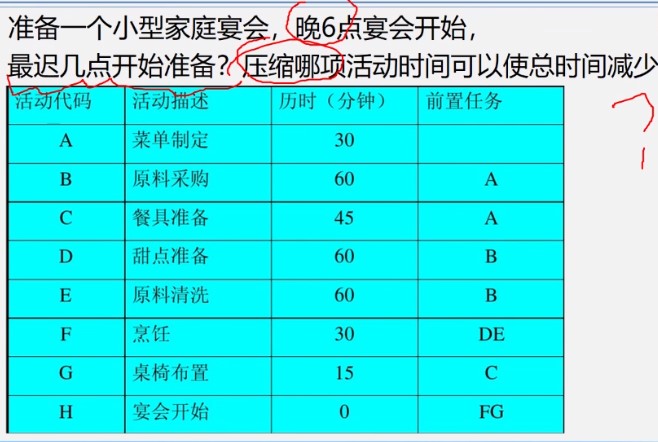 准备一个小型家庭宴会，晚6点宴会开始，
最迟几点开始准备？压缩哪项活动时间可以使总时间减少
活动代码 活动描述 历时（分钟） 前置任务
A 菜单制定 30
B 原料采购 60 A
C 餐具准备 45 A
D 甜点准备 60 B
E 原料清洗 60 B
F 烹饪 30 DE
G 桌椅布置 15 C
H 宴会开始 0 FG